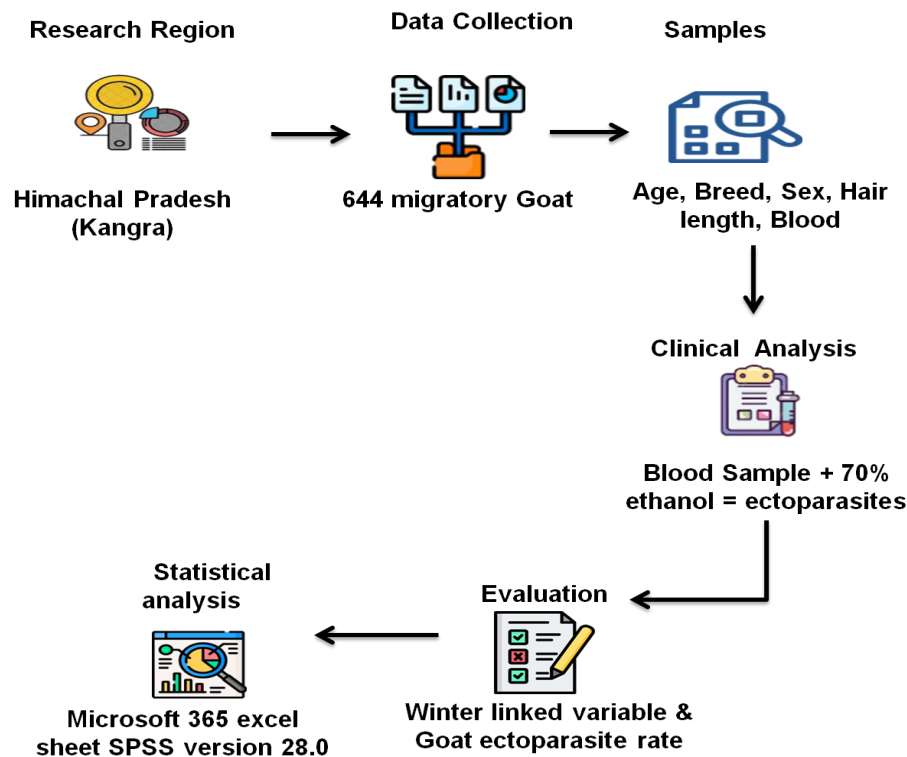 Research Region
Himachal Pradesh
(Kangra)
Data Collection
644 migratory Goat
Samples
Age, Breed, Sex, Hair
length, Blood
Clinical Analysis
Blood Sample + 70%
ethanol = ectoparasites
Evaluation
Winter linked variable &
Goat ectoparasite rate
Statistical
analysis
Microsoft 365 excel
sheet SPSS version 28.0